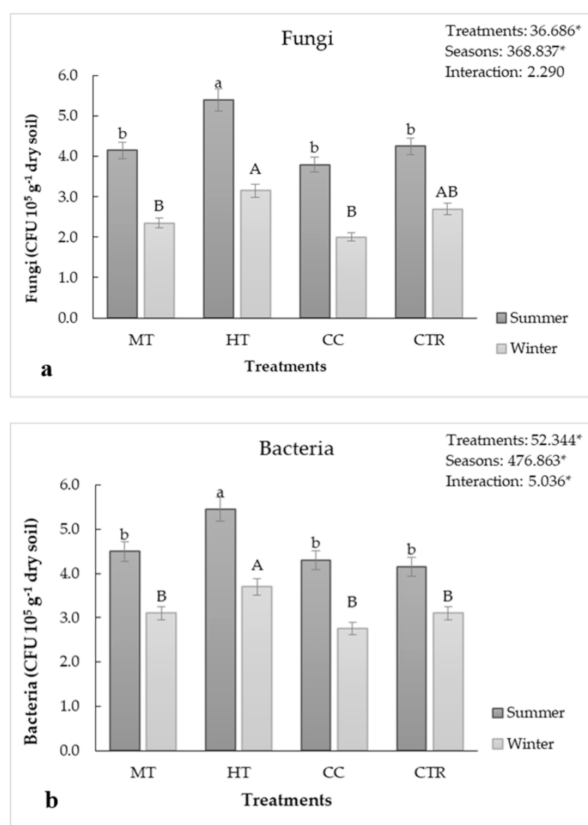 Fungi
Treatments: 36.686*
Seasons: 368.837*
Interaction: 2.290
Fungi (CFU 10⁵ g⁻¹ dry soil)
6.0
5.0
4.0
3.0
2.0
1.0
0.0
b
B
a
A
b
B
b
AB
MT HT CC CTR
Treatments
Summer
Winter
a
Bacteria
Treatments: 52.344*
Seasons: 476.863*
Interaction: 5.036*
Bacteria (CFU 10⁵ g⁻¹ dry soil)
6.0
5.0
4.0
3.0
2.0
1.0
0.0
b
B
a
A
b
B
b
B
MT HT CC CTR
Treatments
Summer
Winter
b